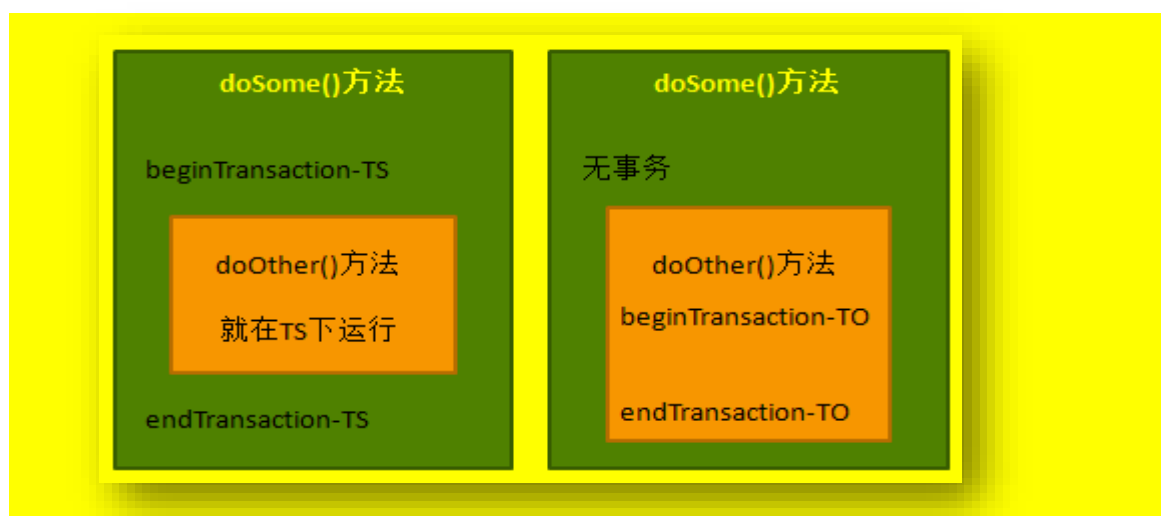 doSome()方法
beginTransaction-TS
doOther()方法
就在TS下运行
endTransaction-TS
doSome()方法
无事务
doOther()方法
beginTransaction-TO
endTransaction-TO